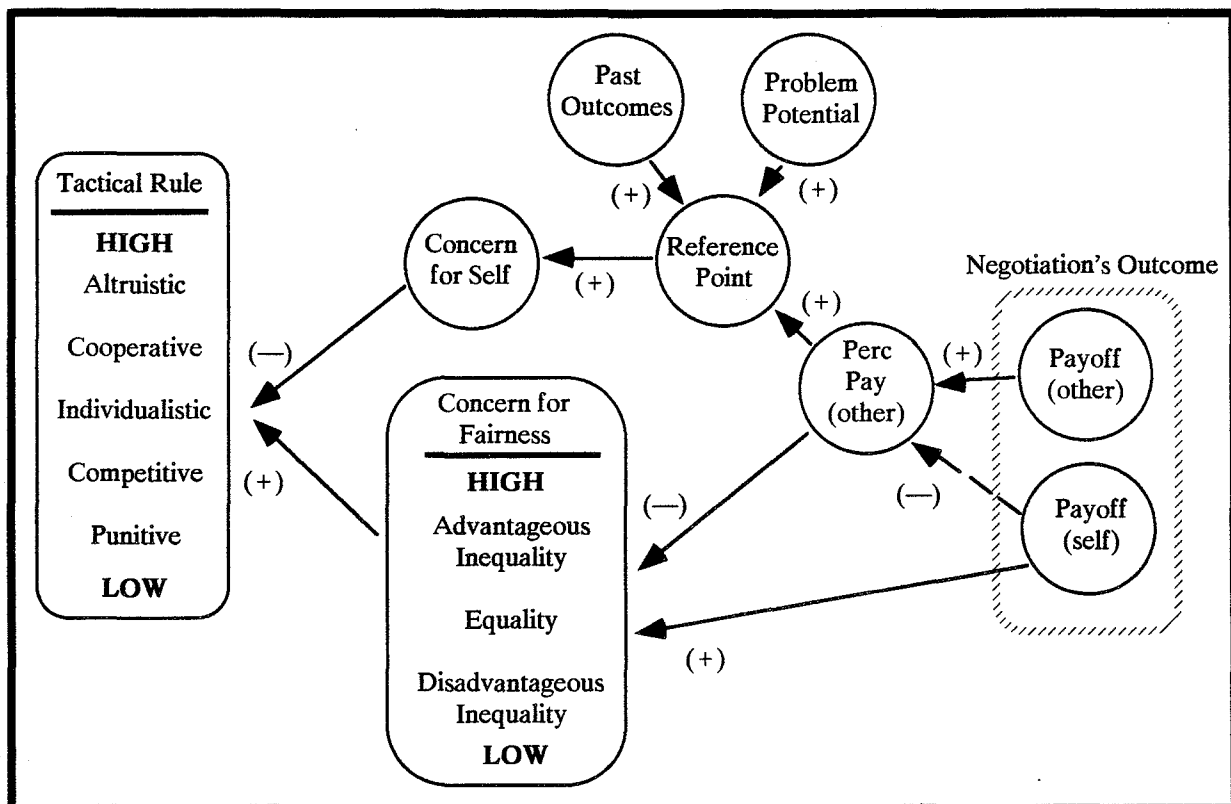 Past
Outcomes
Problem
Potential
(+)
(+)
Tactical Rule
HIGH
Altruistic
Cooperative
Individualistic
Competitive
Punitive
LOW
(—)
(+)
Concern
for Self
(+)
Reference
Point
(+)
Negotiation's Outcome
Perc
Pay
(other)
(+)
Payoff
(other)
(—)
Payoff
(self)
Concern for
Fairness
HIGH
Advantageous
Inequality
Equality
Disadvantageous
Inequality
LOW
(—)
(+)